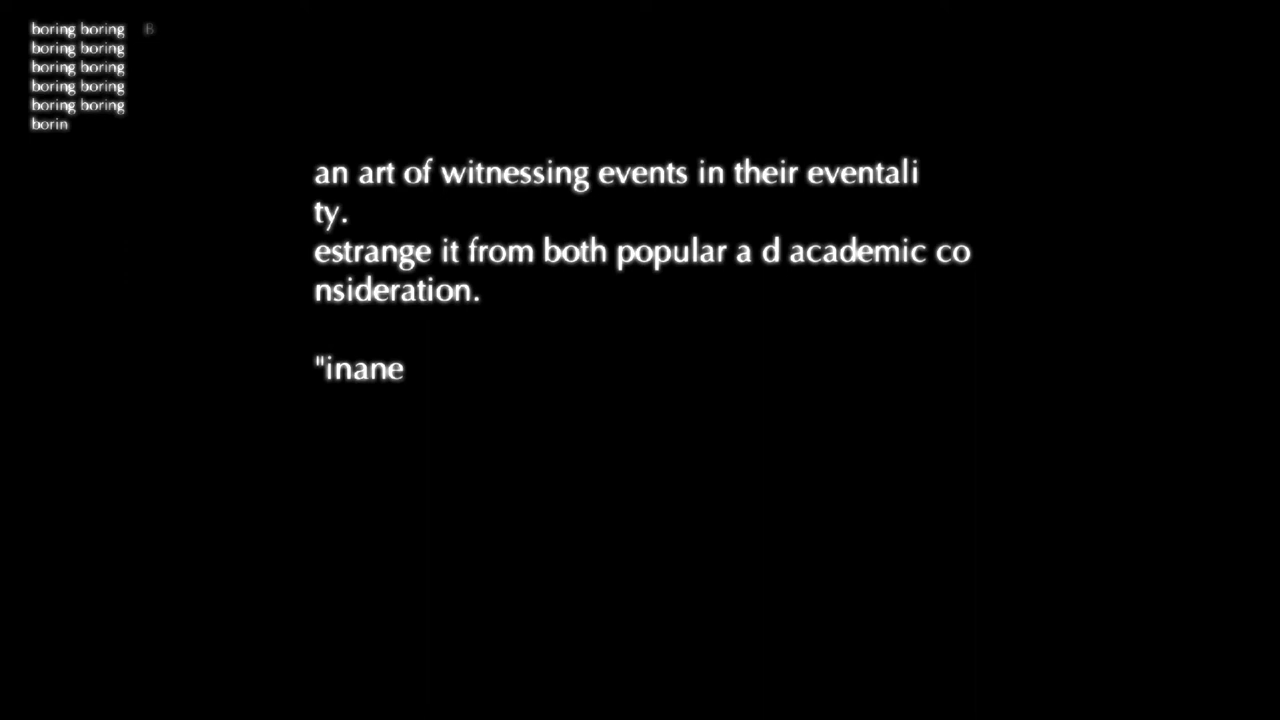 boring boring B
boring boring
boring boring
boring boring
boring boring
borin
an art of witnessing events in their eventali
ty.
estrange it from both popular a d academic co
nsideration.
"inane